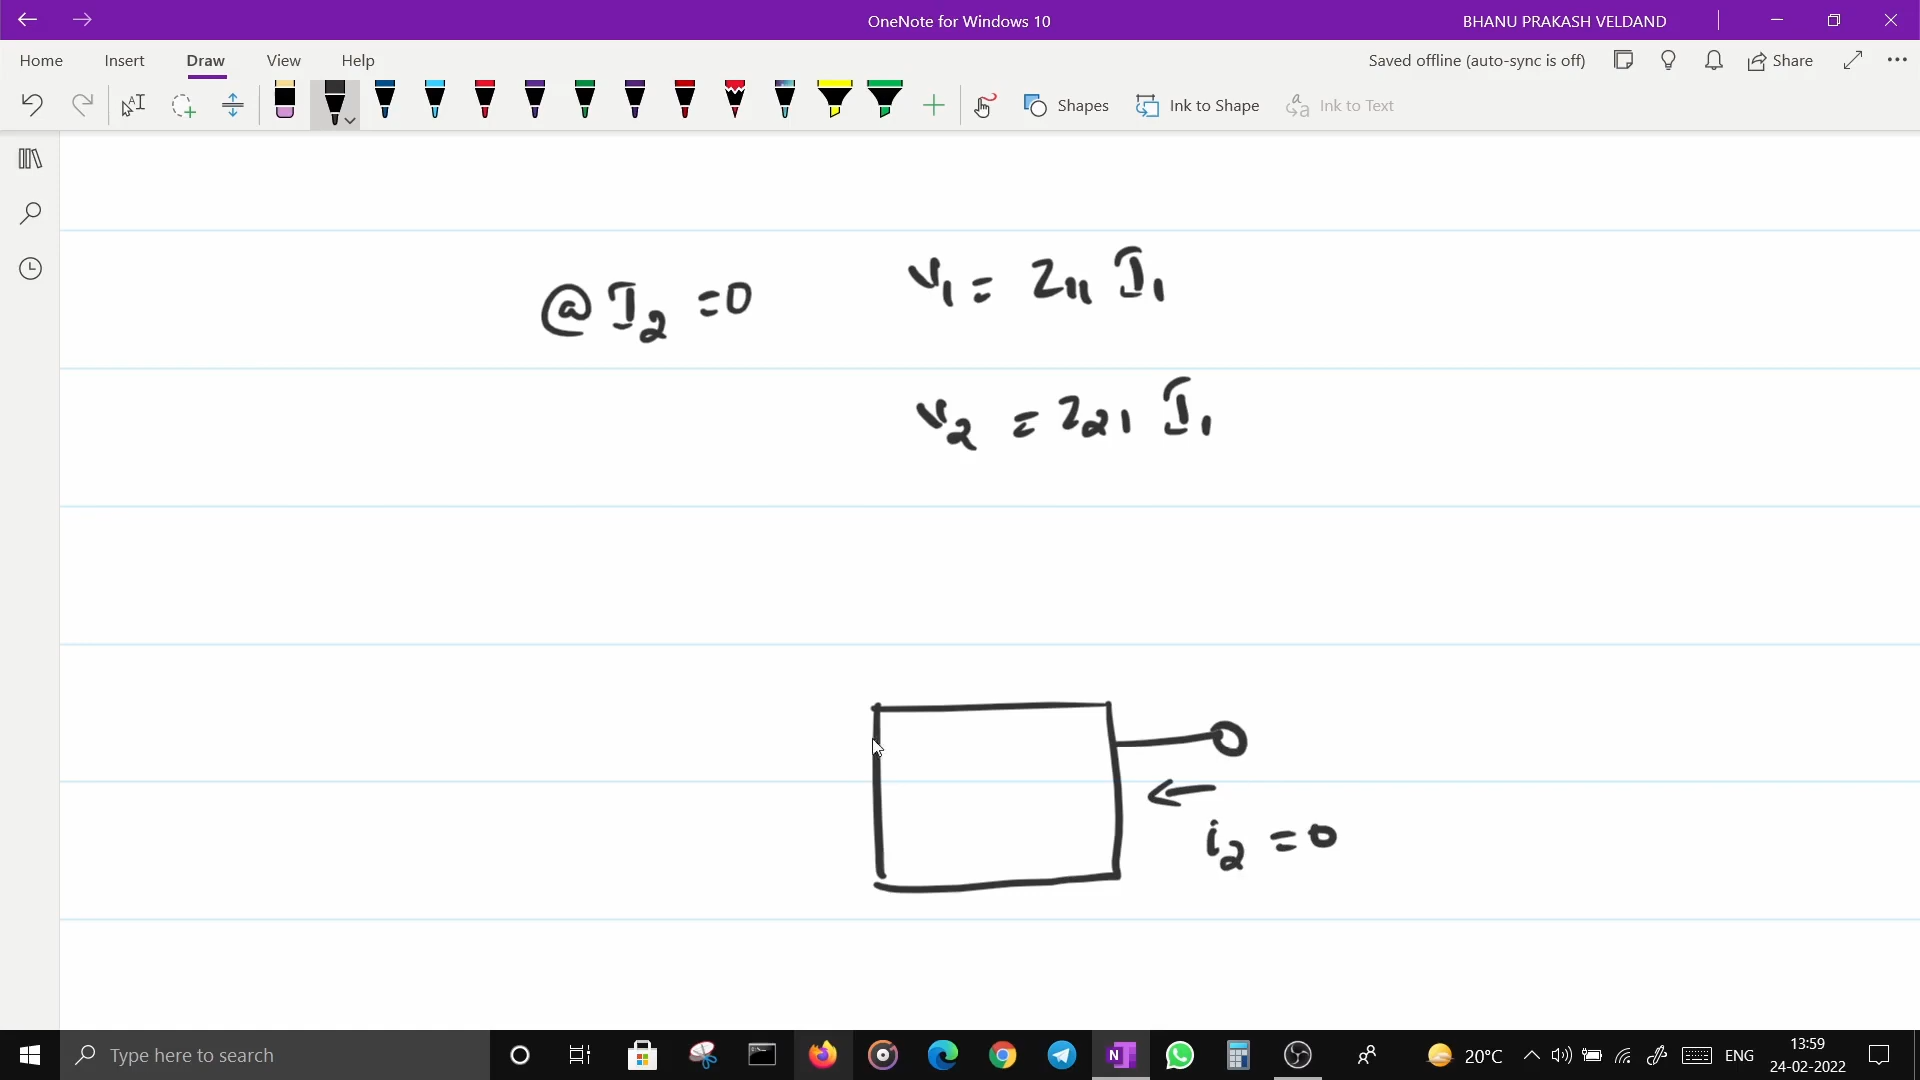 OneNote for Windows 10
BHANU PRAKASH VELDAND
Home Insert Draw View Help
Saved offline (auto-sync is off) Share
Shapes Ink to Shape Ink to Text
@ I2 = 0 V1 = Z11 I1
V2 = Z21 I1
i2 = 0
Type here to search
20°C ENG 13:59
24-02-2022